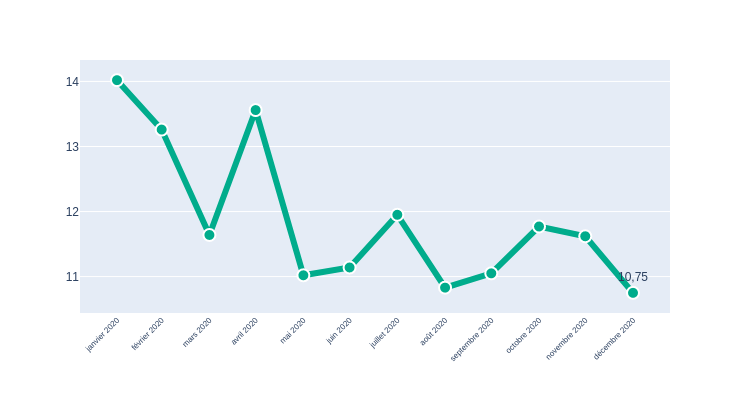 14
13
12
11
10,75
janvier 2020
février 2020
mars 2020
avril 2020
mai 2020
juin 2020
juillet 2020
août 2020
septembre 2020
octobre 2020
novembre 2020
décembre 2020